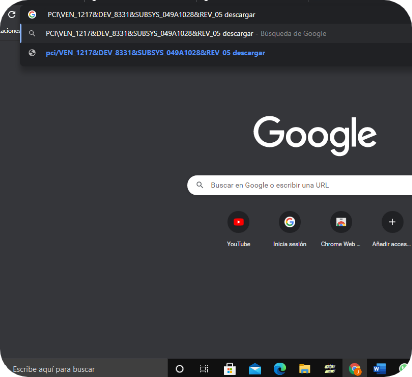 PCI\VEN_1217&DEV_8331&SUBSYS_049A1028&REV_05 descargar
aciones
PCI\VEN_1217&DEV_8331&SUBSYS_049A1028&REV_05 descargar - Búsqueda de Google
pci/VEN_1217&DEV_8331&SUBSYS_049A1028&REV_05 descargar
Google
Buscar en Google o escribir una URL
YouTube
Inicia sesión
Chrome Web ...
Añadir acces...
Escribe aquí para buscar